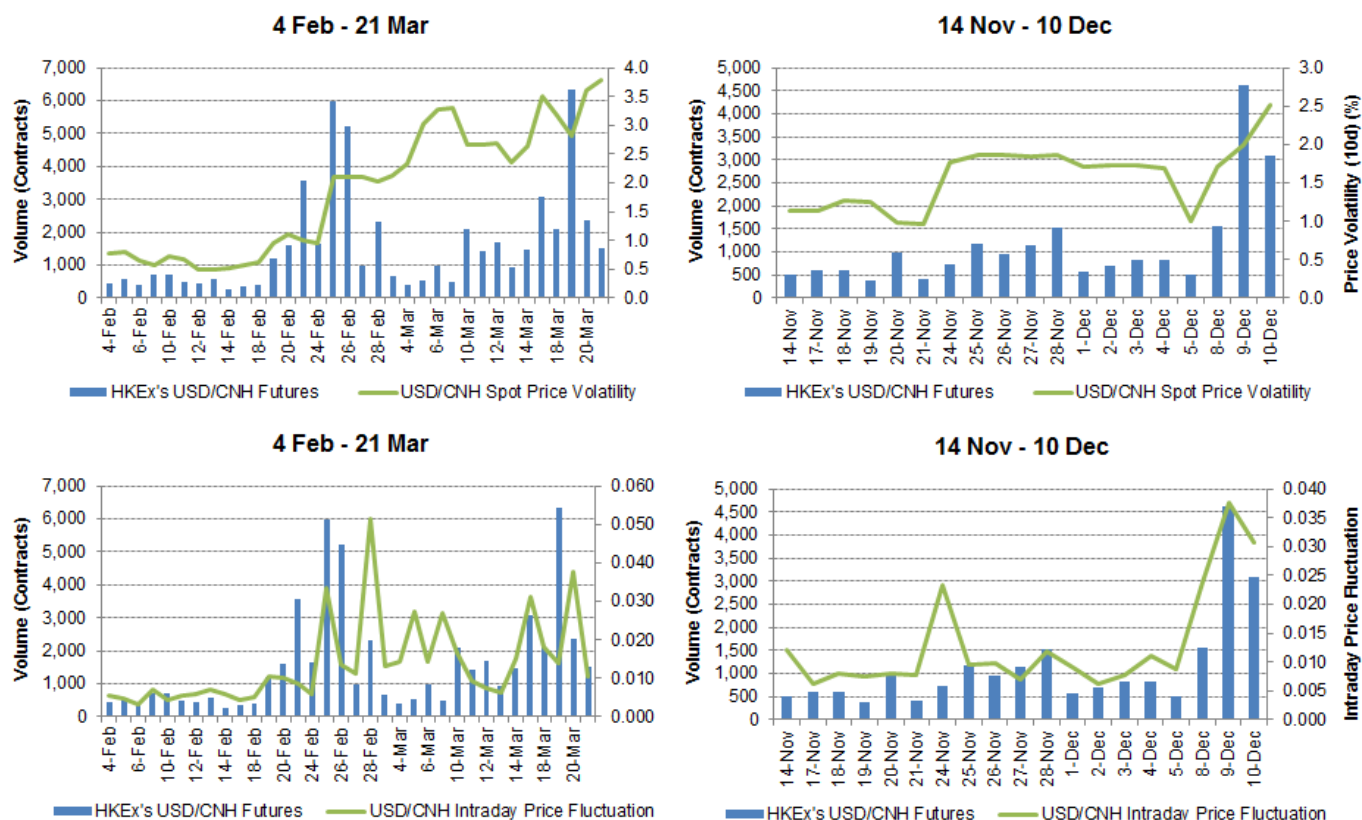 4 Feb - 21 Mar
Volume (Contracts)
7,000
6,000
5,000
4,000
3,000
2,000
1,000
0
4.0
3.5
3.0
2.5
2.0
1.5
1.0
0.5
0.0
4-Feb
6-Feb
10-Feb
12-Feb
14-Feb
18-Feb
20-Feb
24-Feb
26-Feb
28-Feb
4-Mar
6-Mar
10-Mar
12-Mar
14-Mar
18-Mar
20-Mar
HKEx's USD/CNH Futures
USD/CNH Spot Price Volatility
14 Nov - 10 Dec
Volume (Contracts)
5,000
4,500
4,000
3,500
3,000
2,500
2,000
1,500
1,000
500
0
3.0
2.5
2.0
1.5
1.0
0.5
0.0
Price Volatility (10d) (%)
14-Nov
17-Nov
18-Nov
19-Nov
20-Nov
21-Nov
24-Nov
25-Nov
26-Nov
27-Nov
28-Nov
1-Dec
2-Dec
3-Dec
4-Dec
5-Dec
8-Dec
9-Dec
10-Dec
HKEx's USD/CNH Futures
USD/CNH Spot Price Volatility
4 Feb - 21 Mar
Volume (Contracts)
7,000
6,000
5,000
4,000
3,000
2,000
1,000
0
0.060
0.050
0.040
0.030
0.020
0.010
0.000
4-Feb
6-Feb
10-Feb
12-Feb
14-Feb
18-Feb
20-Feb
24-Feb
26-Feb
28-Feb
4-Mar
6-Mar
10-Mar
12-Mar
14-Mar
18-Mar
20-Mar
HKEx's USD/CNH Futures
USD/CNH Intraday Price Fluctuation
14 Nov - 10 Dec
Volume (Contracts)
5,000
4,500
4,000
3,500
3,000
2,500
2,000
1,500
1,000
500
0
0.040
0.035
0.030
0.025
0.020
0.015
0.010
0.005
0.000
Intraday Price Fluctuation
14-Nov
17-Nov
18-Nov
19-Nov
20-Nov
21-Nov
24-Nov
25-Nov
26-Nov
27-Nov
28-Nov
1-Dec
2-Dec
3-Dec
4-Dec
5-Dec
8-Dec
9-Dec
10-Dec
HKEx's USD/CNH Futures
USD/CNH Intraday Price Fluctuation